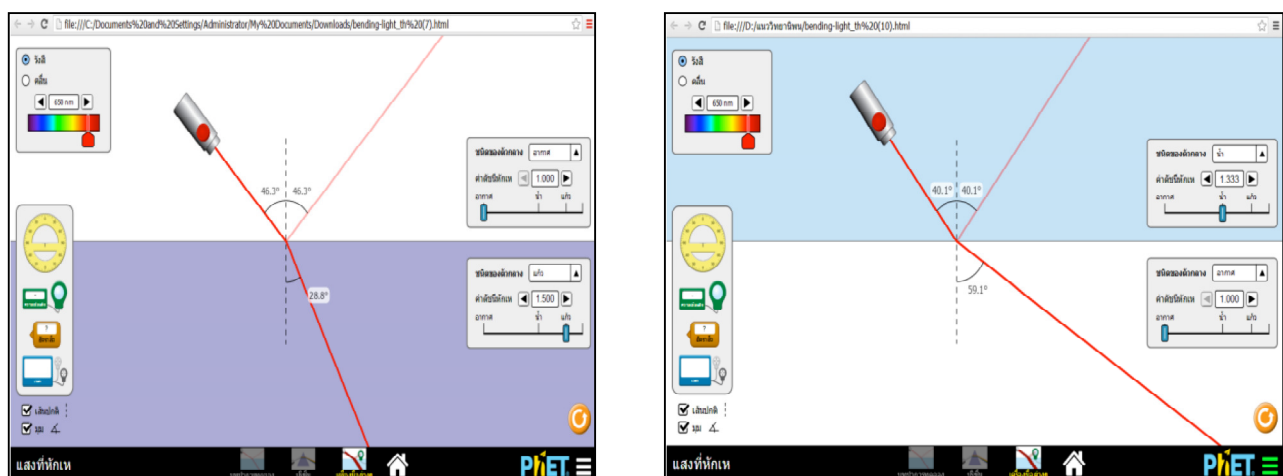 file:///C:/Documents%20and%20Settings/Administrator/My%20Documents/Downloads/bending-light_th%20(7).html
รังสี
คลื่น
650 nm
46.3° 46.3°
28.8°
ชนิดของตัวกลาง อากาศ
ค่าดัชนีหักเห 1.000
อากาศ น้ำ แก้ว
ชนิดของตัวกลาง แก้ว
ค่าดัชนีหักเห 1.500
อากาศ น้ำ แก้ว
เส้นปกติ
มุม
แสงที่หักเห
PhET
file:///D:/แนววิทยานิพน/bending-light_th%20(10).html
รังสี
คลื่น
650 nm
40.1° 40.1°
59.1°
ชนิดของตัวกลาง น้ำ
ค่าดัชนีหักเห 1.333
อากาศ น้ำ แก้ว
ชนิดของตัวกลาง อากาศ
ค่าดัชนีหักเห 1.000
อากาศ น้ำ แก้ว
เส้นปกติ
มุม
แสงที่หักเห
PhET